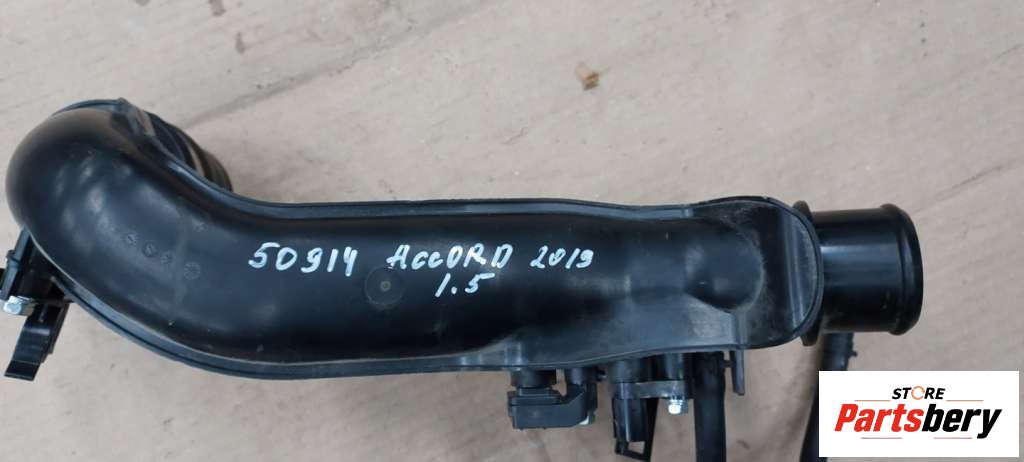 50914 ACCORD 2019
1.5
STORE
Partsbery